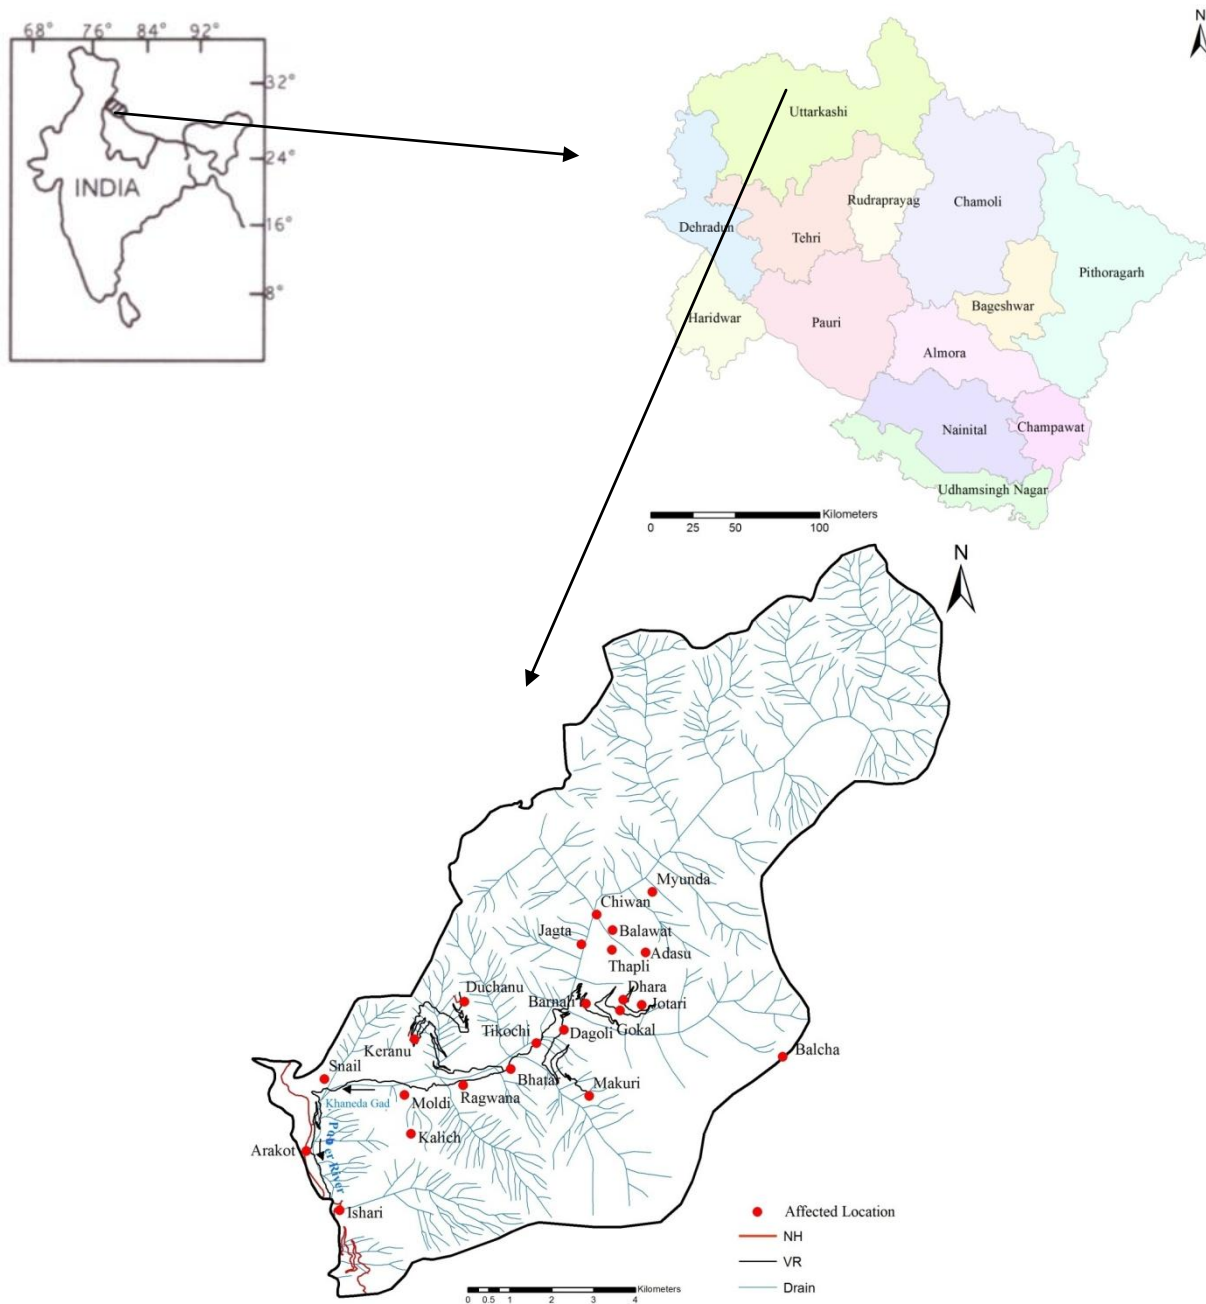 68° 76° 84° 92°
32°
24°
16°
8°
INDIA
N
Uttarkashi
Rudraprayag
Chamoli
Dehradun
Tehri
Pithoragarh
Haridwar
Pauri
Bageshwar
Almora
Nainital
Champawat
Udhamsingh Nagar
Kilometers
0 25 50 100
N
Myunda
Chiwan
Balawat
Jagta
Adasu
Thapli
Duchanu
Dhara
Barnali
Jotari
Tikochi
Dagoli
Gokal
Keranu
Balcha
Snail
Bhatar
Makuri
Khaneda Gad
Moldi
Ragwana
Kalich
Arakot
River
Ishari
Affected Location
NH
VR
Drain
Kilometers
0 0.5 1 2 3 4